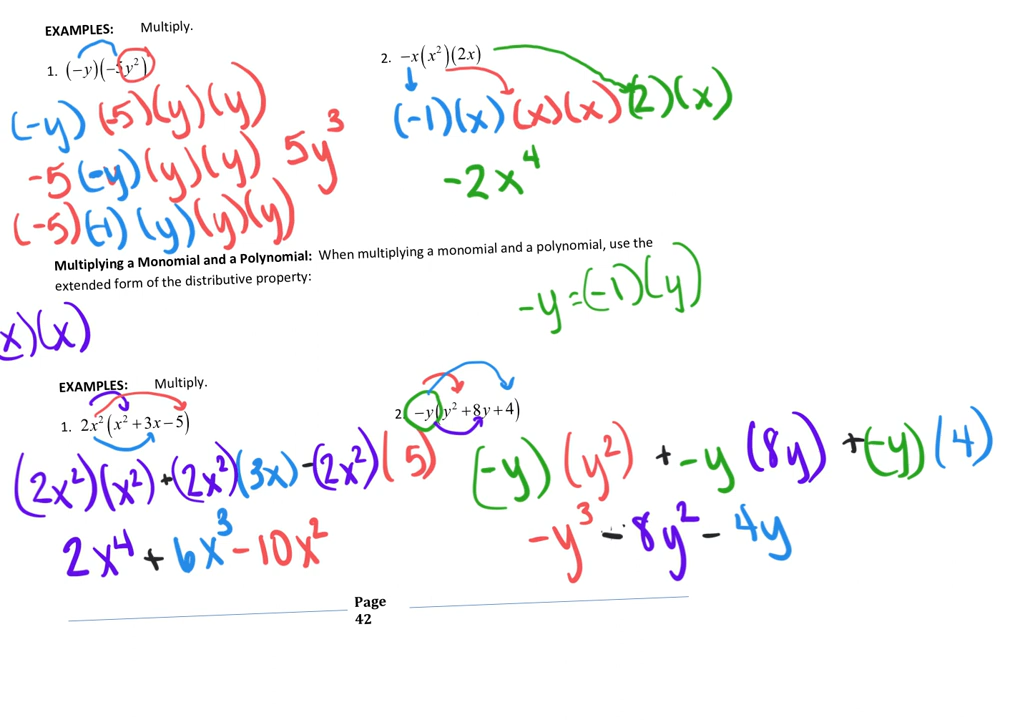 EXAMPLES: Multiply.
1. (-y)(-5y²)
2. -x(x²)(2x)
(-y)(-5)(y)(y)
-5(-y)(y)(y) 5y³
(-5)(-1)(y)(y)(y)
(-1)(x)(x)(x)(2)(x)
-2x⁴
Multiplying a Monomial and a Polynomial: When multiplying a monomial and a polynomial, use the
extended form of the distributive property:
-y=(-1)(y)
x)(x)
EXAMPLES: Multiply.
1. 2x²(x²+3x-5)
2. -y(y²+8y+4)
(2x²)(x²)+(2x²)(3x)-(2x²)(5)
2x⁴+6x³-10x²
(-y)(y²)+-y(8y)+(-y)(4)
-y³-8y²-4y
Page
42